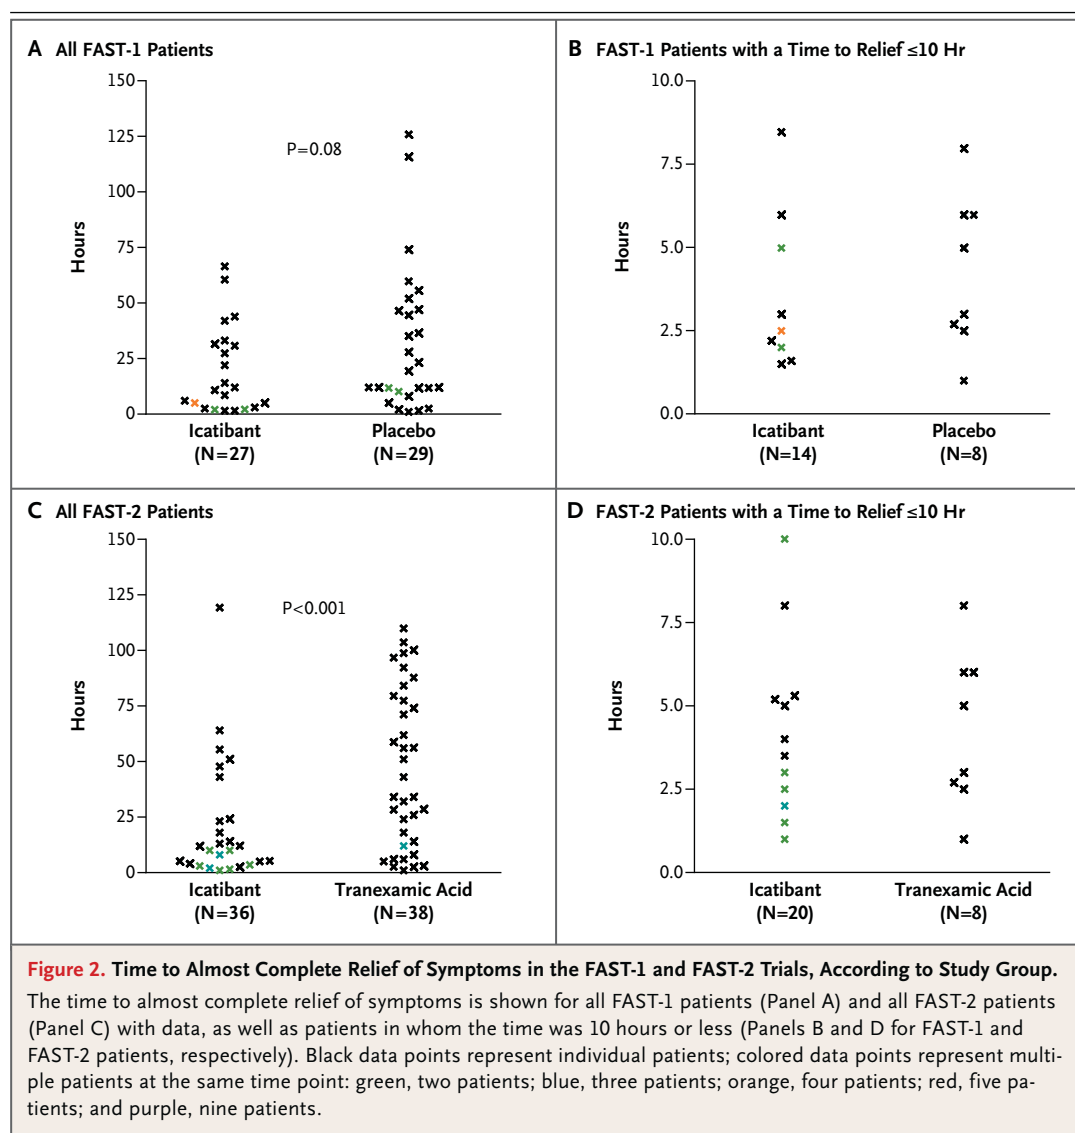 A All FAST-1 Patients
150
125
100
75
50
25
0
Hours
P=0.08
Icatibant
(N=27)
Placebo
(N=29)
B FAST-1 Patients with a Time to Relief ≤10 Hr
10.0
7.5
5.0
2.5
0.0
Hours
Icatibant
(N=14)
Placebo
(N=8)
C All FAST-2 Patients
150
125
100
75
50
25
0
Hours
P<0.001
Icatibant
(N=36)
Tranexamic Acid
(N=38)
D FAST-2 Patients with a Time to Relief ≤10 Hr
10.0
7.5
5.0
2.5
0.0
Hours
Icatibant
(N=20)
Tranexamic Acid
(N=8)
Figure 2. Time to Almost Complete Relief of Symptoms in the FAST-1 and FAST-2 Trials, According to Study Group.
The time to almost complete relief of symptoms is shown for all FAST-1 patients (Panel A) and all FAST-2 patients
(Panel C) with data, as well as patients in whom the time was 10 hours or less (Panels B and D for FAST-1 and
FAST-2 patients, respectively). Black data points represent individual patients; colored data points represent multi-
ple patients at the same time point: green, two patients; blue, three patients; orange, four patients; red, five pa-
tients; and purple, nine patients.